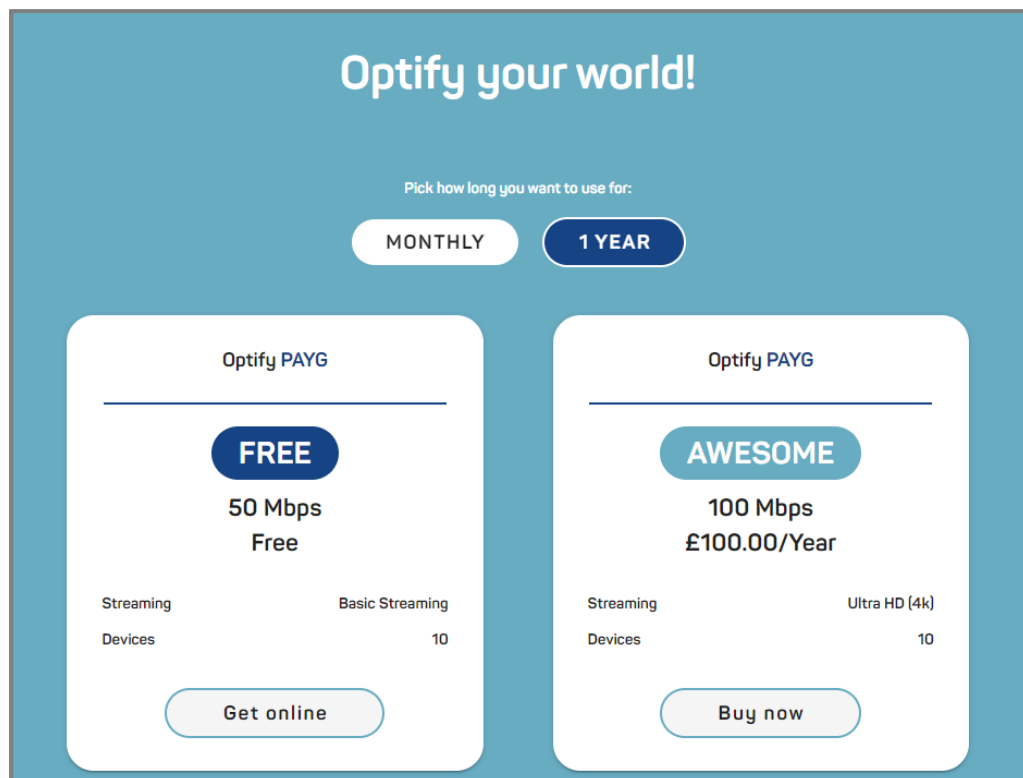 Optify your world!
Pick how long you want to use for:
MONTHLY 1 YEAR
Optify PAYG
FREE
50 Mbps
Free
Streaming Basic Streaming
Devices 10
Get online
Optify PAYG
AWESOME
100 Mbps
£100.00/Year
Streaming Ultra HD (4k)
Devices 10
Buy now